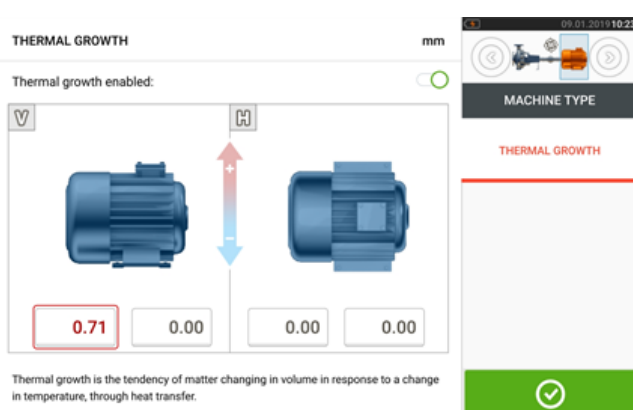 THERMAL GROWTH
mm
09.01.2019 10:23
Thermal growth enabled:
V
H
MACHINE TYPE
THERMAL GROWTH
+
-
0.71
0.00
0.00
0.00
Thermal growth is the tendency of matter changing in volume in response to a change
in temperature, through heat transfer.